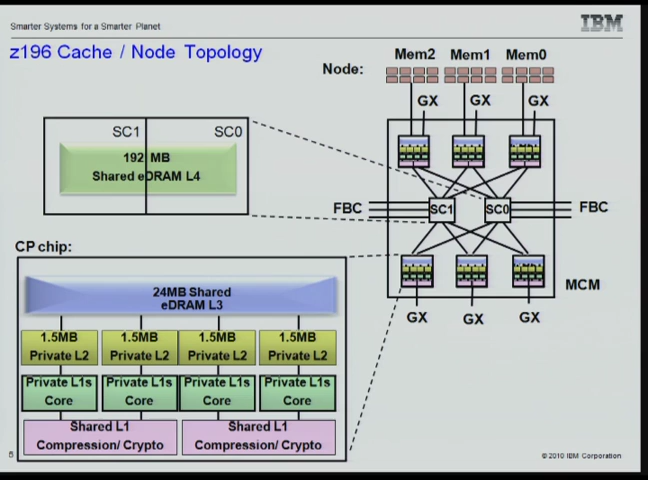 Smarter Systems for a Smarter Planet
IBM
z196 Cache / Node Topology
Node:
Mem2 Mem1 Mem0
GX GX GX
SC1 SC0
192 MB
Shared eDRAM L4
FBC SC1 SC0 FBC
MCM
GX GX GX
CP chip:
24MB Shared
eDRAM L3
1.5MB 1.5MB 1.5MB 1.5MB
Private L2 Private L2 Private L2 Private L2
Private L1s Private L1s Private L1s Private L1s
Core Core Core Core
Shared L1 Shared L1
Compression/ Crypto Compression/ Crypto
© 2010 IBM Corporation